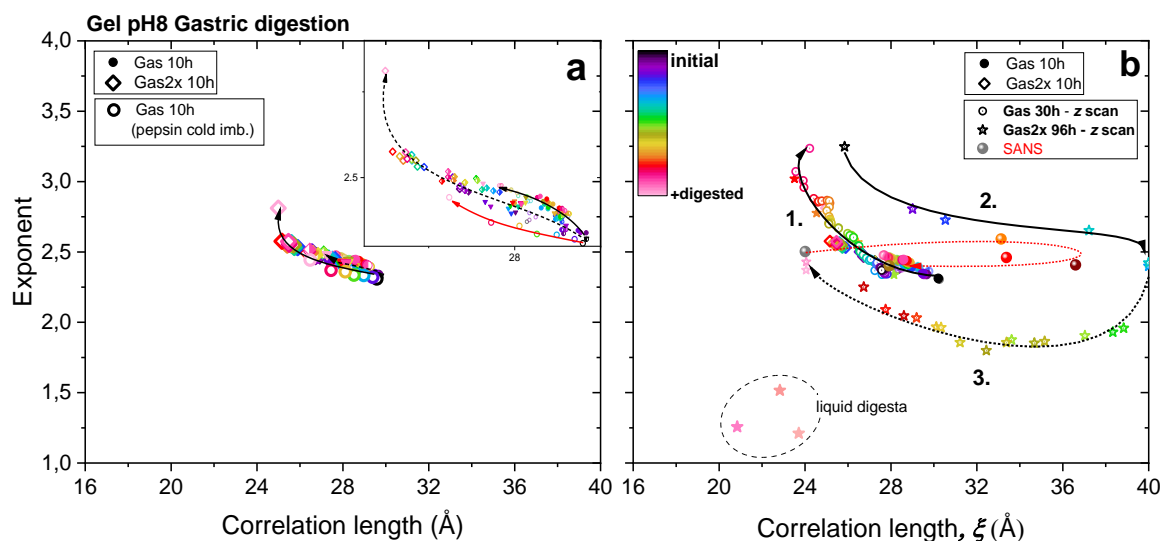 Gel pH8 Gastric digestion
4,0
3,5
3,0
2,5
2,0
1,5
1,0
Exponent
Gas 10h
Gas2x 10h
Gas 10h
(pepsin cold imb.)
a
2.5
28
16 20 24 28 32 36 40
Correlation length (Å)
initial
+digested
b
Gas 10h
Gas2x 10h
Gas 30h - z scan
Gas2x 96h - z scan
SANS
1.
2.
3.
liquid digesta
16 20 24 28 32 36 40
Correlation length, ξ (Å)